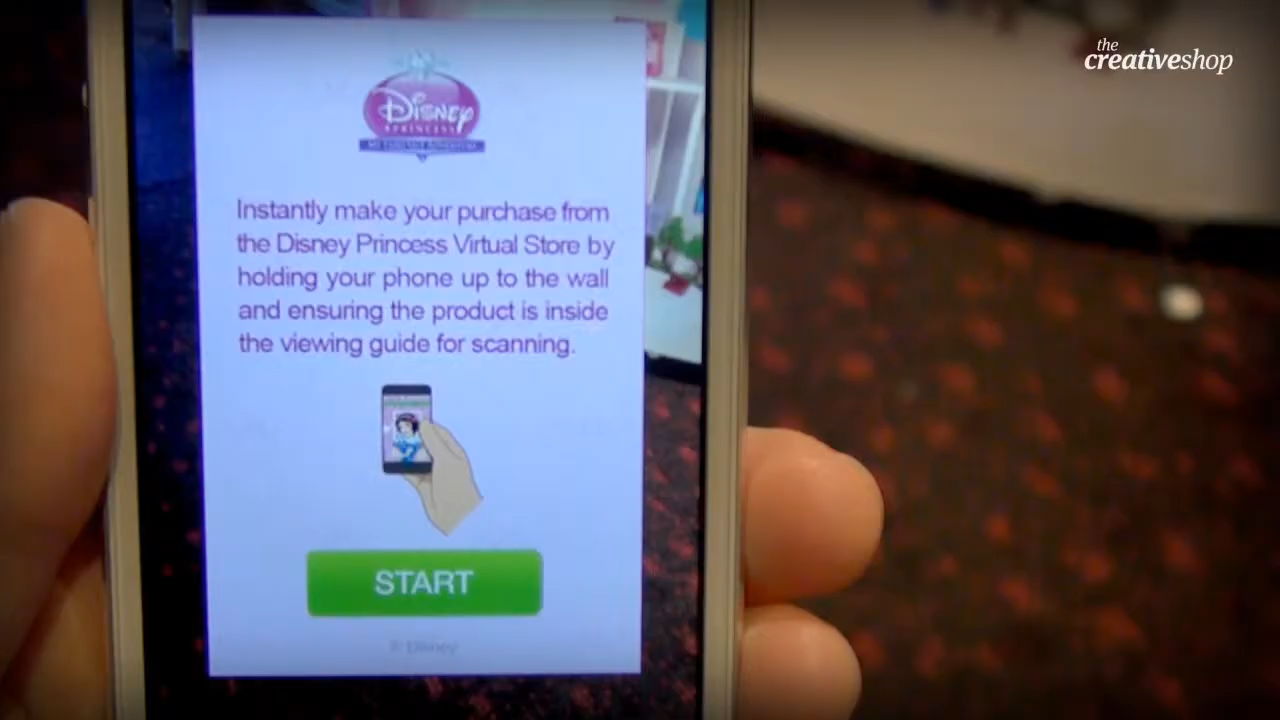 the
creativeshop
Disney
PRINCESS
Instantly make your purchase from
the Disney Princess Virtual Store by
holding your phone up to the wall
and ensuring the product is inside
the viewing guide for scanning.
START
© Disney